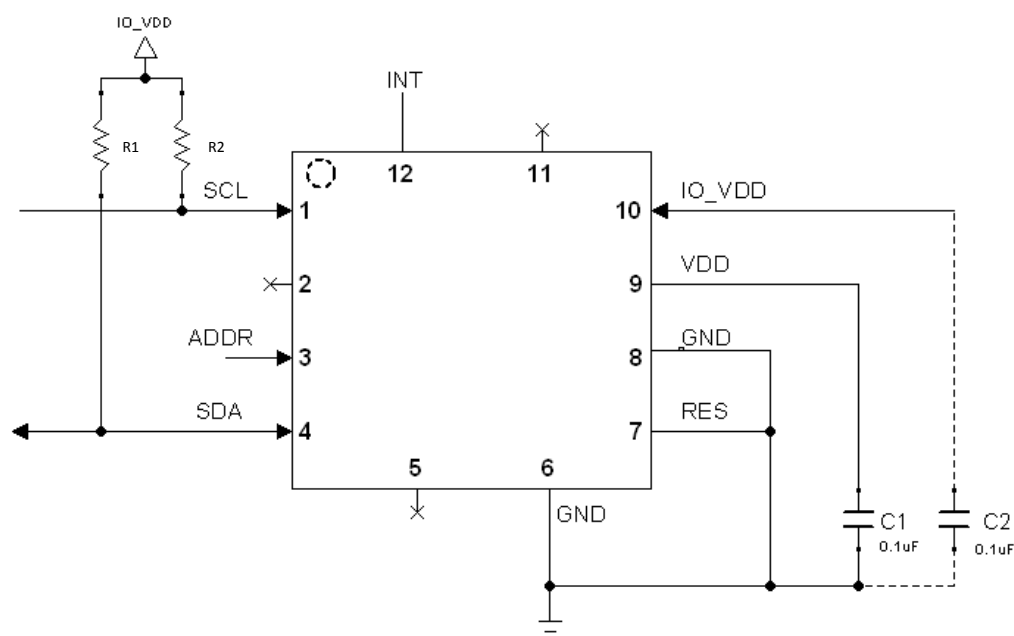 IO_VDD
INT
R1
R2
12
11
SCL
1
10
IO_VDD
2
9
VDD
ADDR
3
8
GND
SDA
4
7
RES
5
6
GND
C1
0.1uF
C2
0.1uF